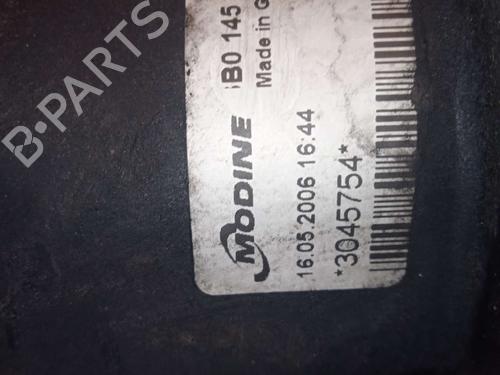 B0 145
Made in G
MODINE
16.05.2006 16:44
*3045754*
B-PARTS